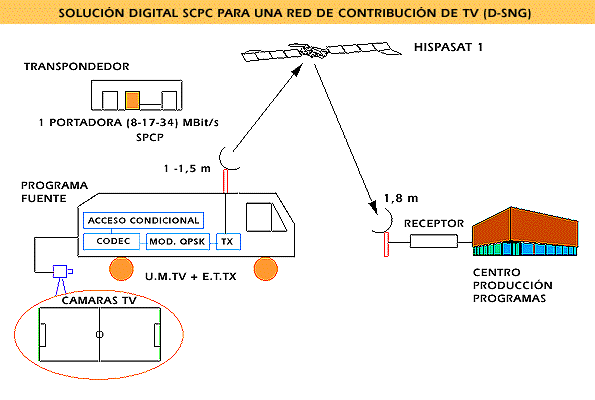 SOLUCIÓN DIGITAL SCPC PARA UNA RED DE CONTRIBUCIÓN DE TV (D-SNG)
HISPASAT 1
TRANSPONDEDOR
1 PORTADORA (8-17-34) MBit/s
SPCP
1 -1,5 m
PROGRAMA
FUENTE
1,8 m
ACCESO CONDICIONAL
CODEC
MOD. QPSK
TX
RECEPTOR
U.M.TV + E.T.TX
CENTRO
PRODUCCIÓN
PROGRAMAS
CAMARAS TV